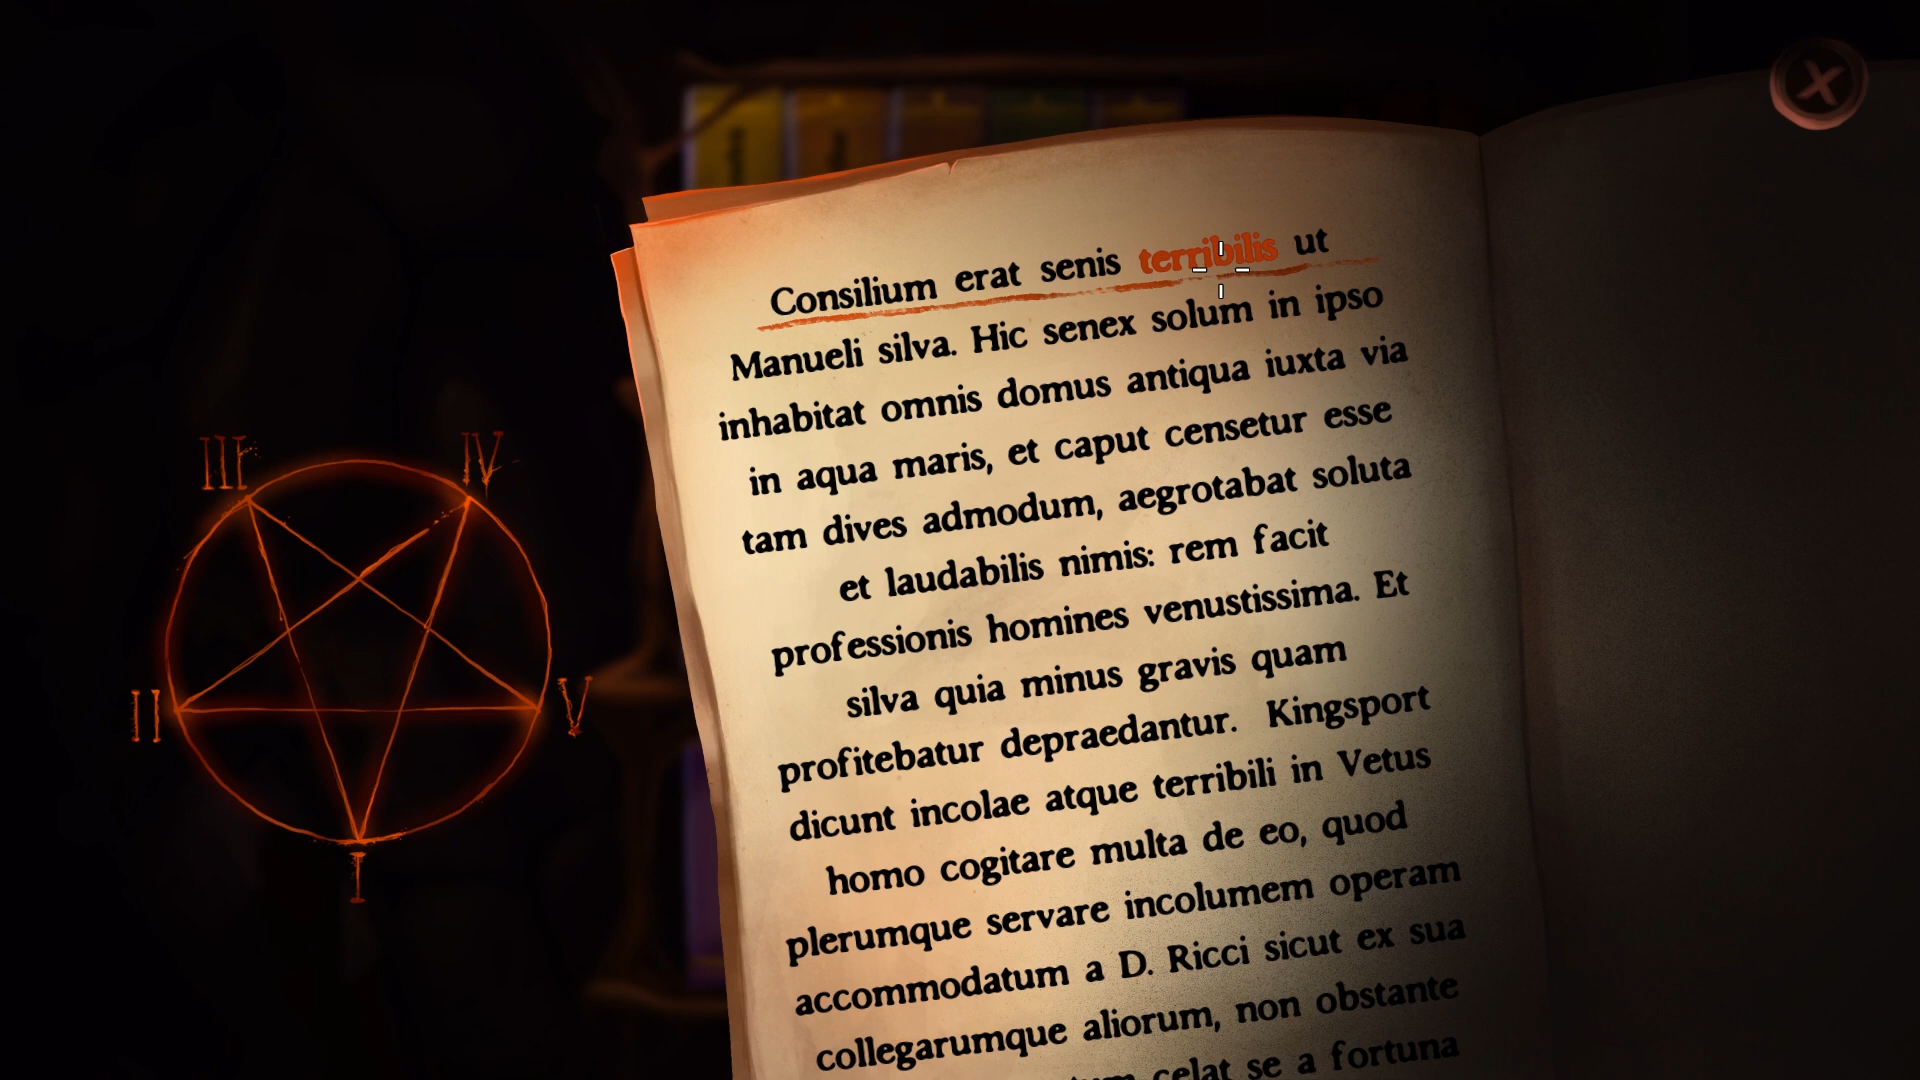 III
IV
II
V
I
X
Consilium erat senis terribilis ut
Manueli silva. Hic senex solum in ipso
inhabitat omnis domus antiqua iuxta via
in aqua maris, et caput censetur esse
tam dives admodum, aegrotabat soluta
et laudabilis nimis: rem facit
professionis homines venustissima. Et
silva quia minus gravis quam
profitebatur depraedantur. Kingsport
dicunt incolae atque terribili in Vetus
homo cogitare multa de eo, quod
plerumque servare incolumem operam
accommodatum a D. Ricci sicut ex sua
collegarumque aliorum, non obstante
celat se a fortuna